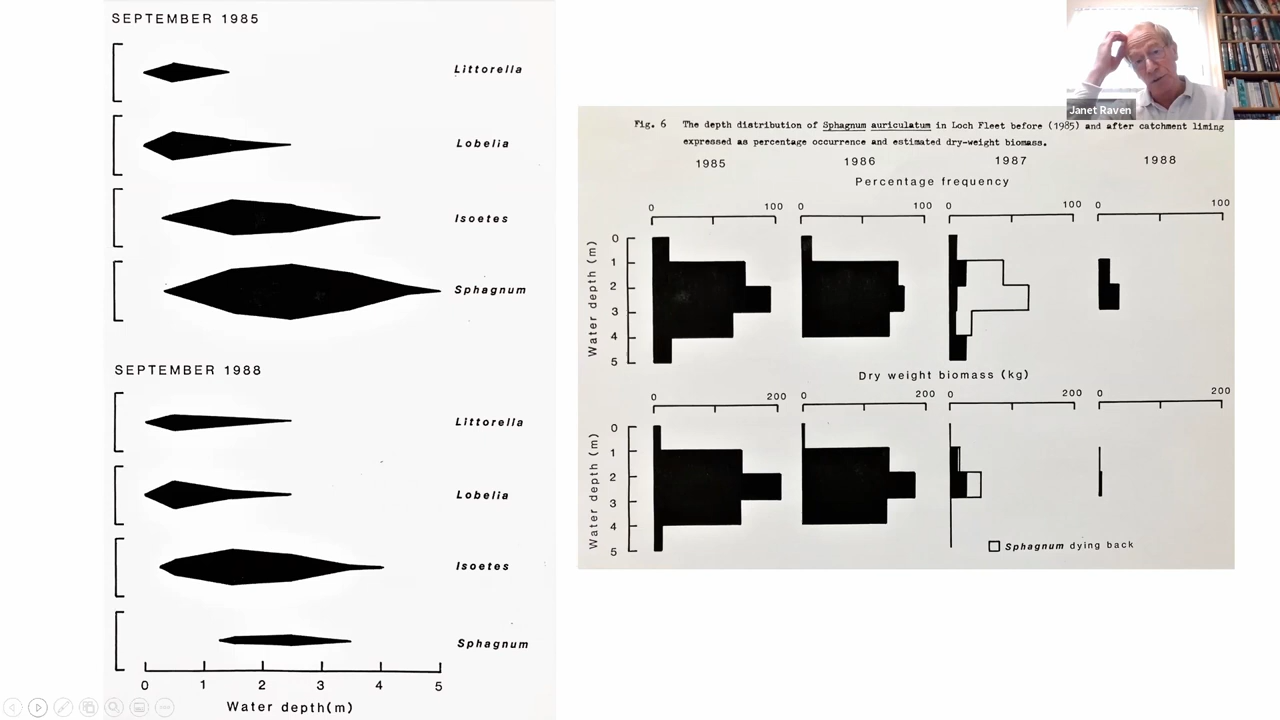 SEPTEMBER 1985
Littorella
Lobelia
Isoetes
Sphagnum
SEPTEMBER 1988
Littorella
Lobelia
Isoetes
Sphagnum
0 1 2 3 4 5
Water depth(m)
Janet Raven
Fig. 6 The depth distribution of Sphagnum auriculatum in Loch Fleet before (1985) and after catchment liming
expressed as percentage occurrence and estimated dry-weight biomass.
1985 1986 1987 1988
Percentage frequency
0 100 0 100 0 100 0 100
Water depth (m)
0
1
2
3
4
5
Dry weight biomass (kg)
0 200 0 200 0 200 0 200
Water depth (m)
0
1
2
3
4
5
Sphagnum dying back